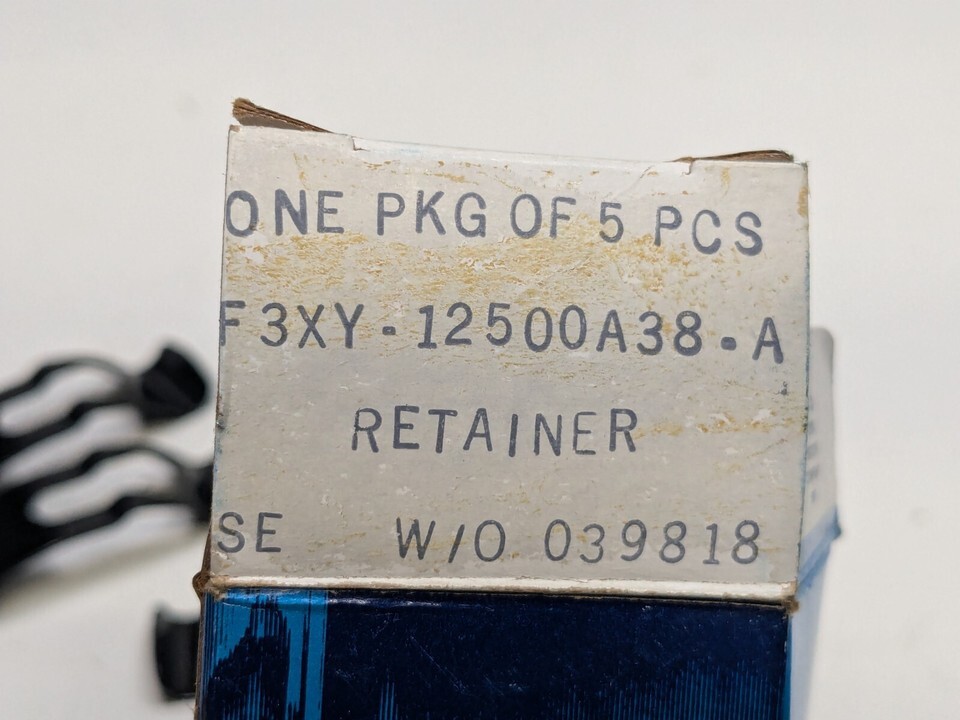 ONE PKG OF 5 PCS
F3XY-12500A38-A
RETAINER
SE W/O 039818